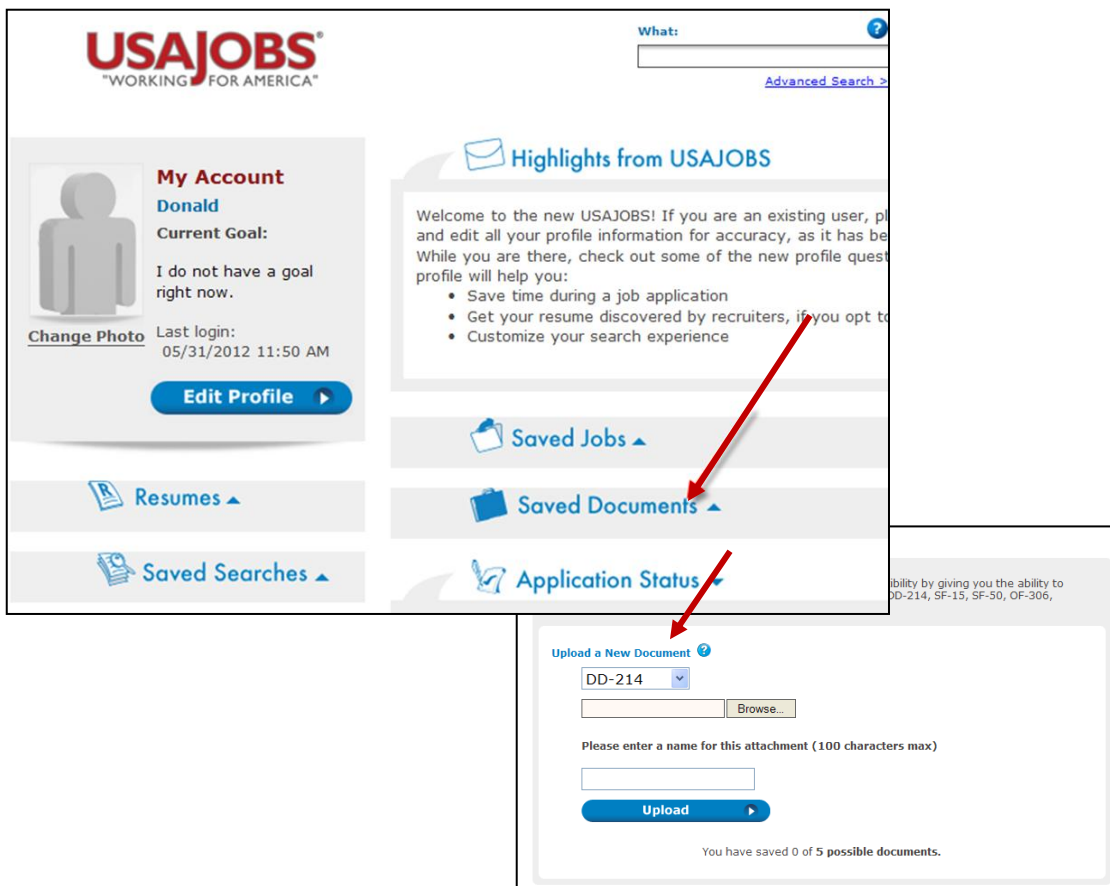 USAJOBS®
"WORKING FOR AMERICA"
What:
?
Advanced Search >
My Account
Donald
Current Goal:
I do not have a goal
right now.
Last login:
05/31/2012 11:50 AM
Change Photo
Edit Profile
Resumes
Saved Searches
Highlights from USAJOBS
Welcome to the new USAJOBS! If you are an existing user, pl
and edit all your profile information for accuracy, as it has be
While you are there, check out some of the new profile quest
profile will help you:
• Save time during a job application
• Get your resume discovered by recruiters, if you opt to
• Customize your search experience
Saved Jobs
Saved Documents
Application Status
ibility by giving you the ability to
DD-214, SF-15, SF-50, OF-306,
Upload a New Document ?
DD-214
Browse...
Please enter a name for this attachment (100 characters max)
Upload
You have saved 0 of 5 possible documents.